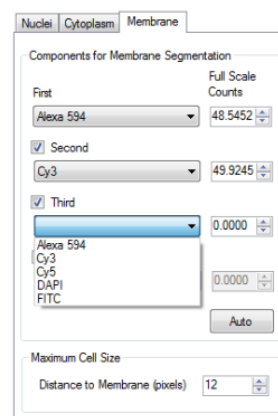 Nuclei Cytoplasm Membrane
Components for Membrane Segmentation
Full Scale
First Counts
Alexa 594 48.5452
Second
Cy3 49.9245
Third
0.0000
Alexa 594
Cy3
Cy5
DAPI
FITC
0.0000
Auto
Maximum Cell Size
Distance to Membrane (pixels) 12